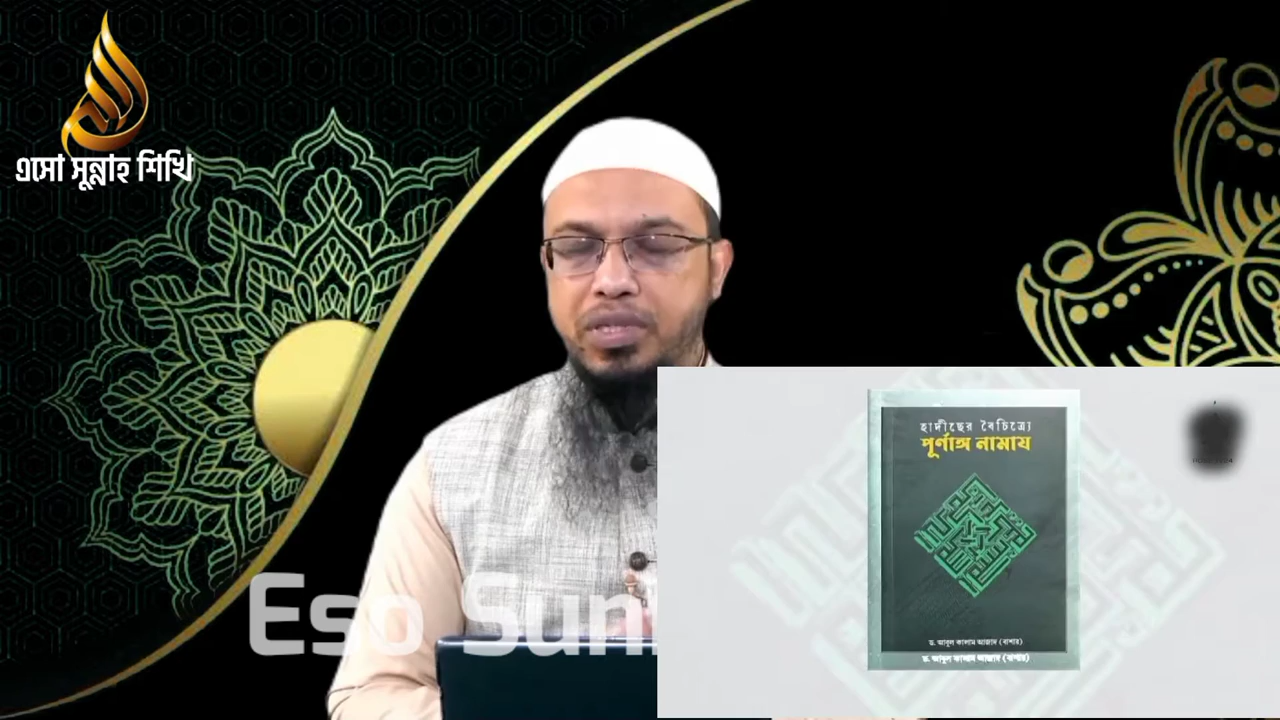 এসো সুন্নাহ শিখি
হাদীছের বৈচিত্র্যে
পূর্ণাঙ্গ নামায
ড. আবুল কালাম আজাদ (বাশার)
ড. আবুল কালাম আজাদ (বাশার)
Eso Sun